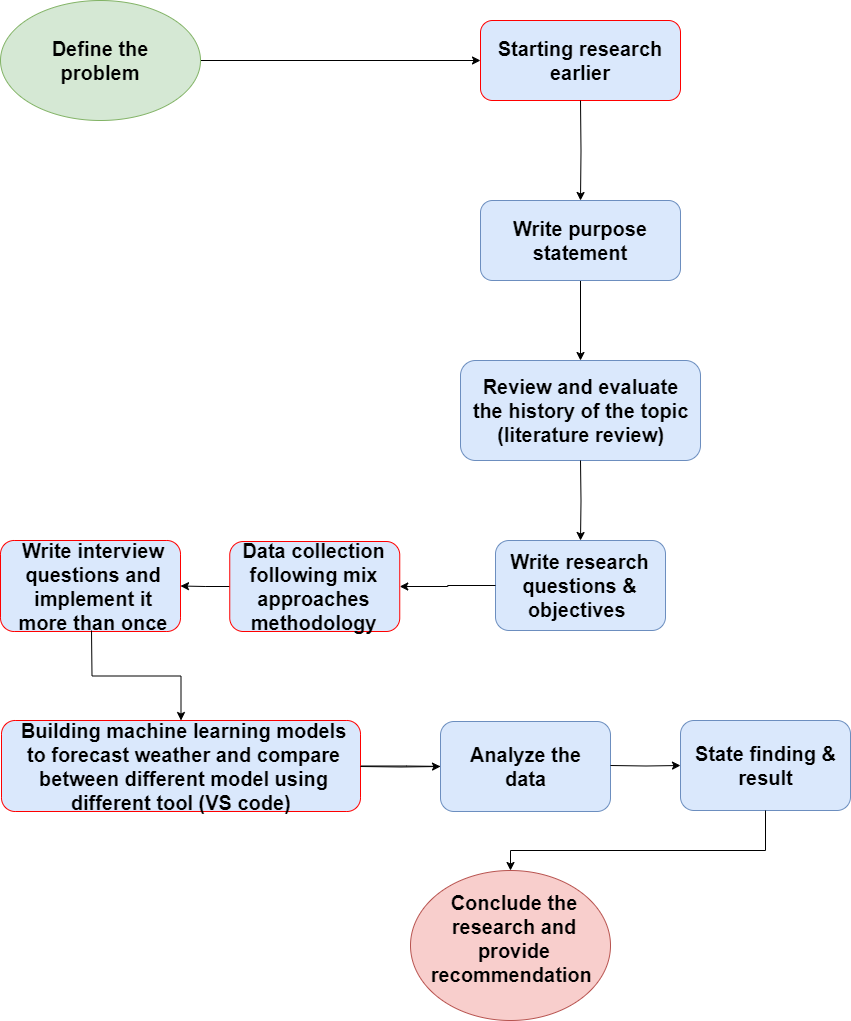 Define the
problem
Starting research
earlier
Write purpose
statement
Review and evaluate
the history of the topic
(literature review)
Write research
questions &
objectives
Data collection
following mix
approaches
methodology
Write interview
questions and
implement it
more than once
Building machine learning models
to forecast weather and compare
between different model using
different tool (VS code)
Analyze the
data
State finding &
result
Conclude the
research and
provide
recommendation